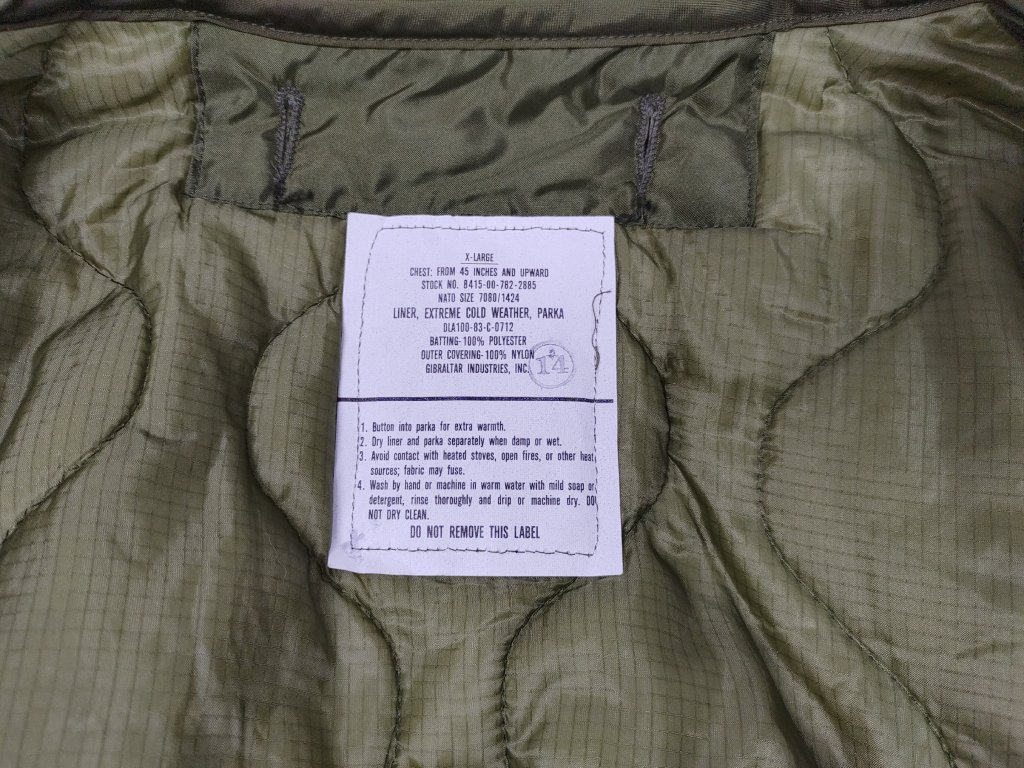 X-LARGE
CHEST: FROM 45 INCHES AND UPWARD
STOCK NO. 8415-00-782-2885
NATO SIZE 7080/1424
LINER, EXTREME COLD WEATHER, PARKA
DLA100-83-C-0712
BATTING-100% POLYESTER
OUTER COVERING-100% NYLON
GIBRALTAR INDUSTRIES, INC.
14
1. Button into parka for extra warmth.
2. Dry liner and parka separately when damp or wet.
3. Avoid contact with heated stoves, open fires, or other heat
sources; fabric may fuse.
4. Wash by hand or machine in warm water with mild soap or
detergent, rinse thoroughly and drip or machine dry. DO
NOT DRY CLEAN.
DO NOT REMOVE THIS LABEL